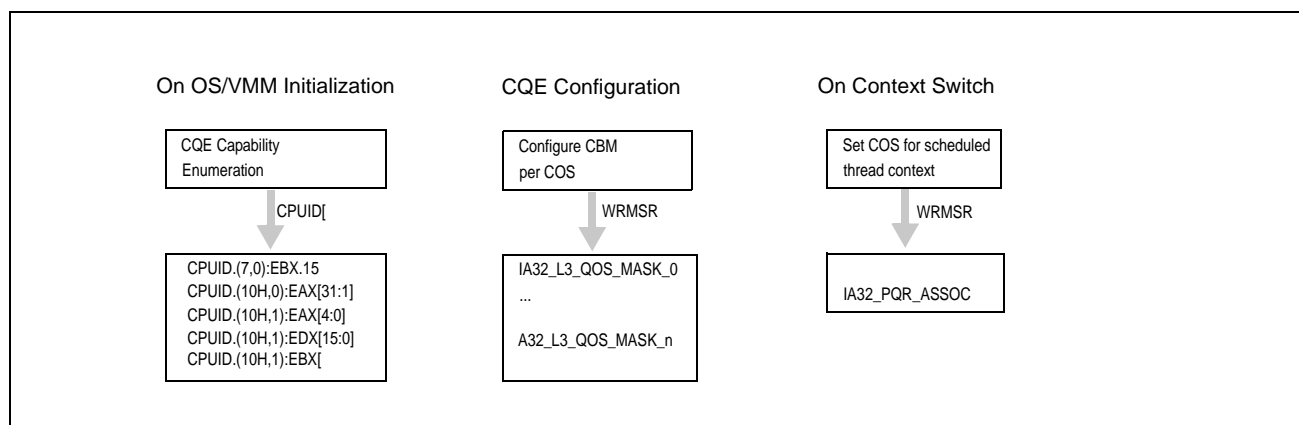 On OS/VMM Initialization
CQE Capability
Enumeration
CPUID[
CPUID.(7,0):EBX.15
CPUID.(10H,0):EAX[31:1]
CPUID.(10H,1):EAX[4:0]
CPUID.(10H,1):EDX[15:0]
CPUID.(10H,1):EBX[
CQE Configuration
Configure CBM
per COS
WRMSR
IA32_L3_QOS_MASK_0
...
A32_L3_QOS_MASK_n
On Context Switch
Set COS for scheduled
thread context
WRMSR
IA32_PQR_ASSOC